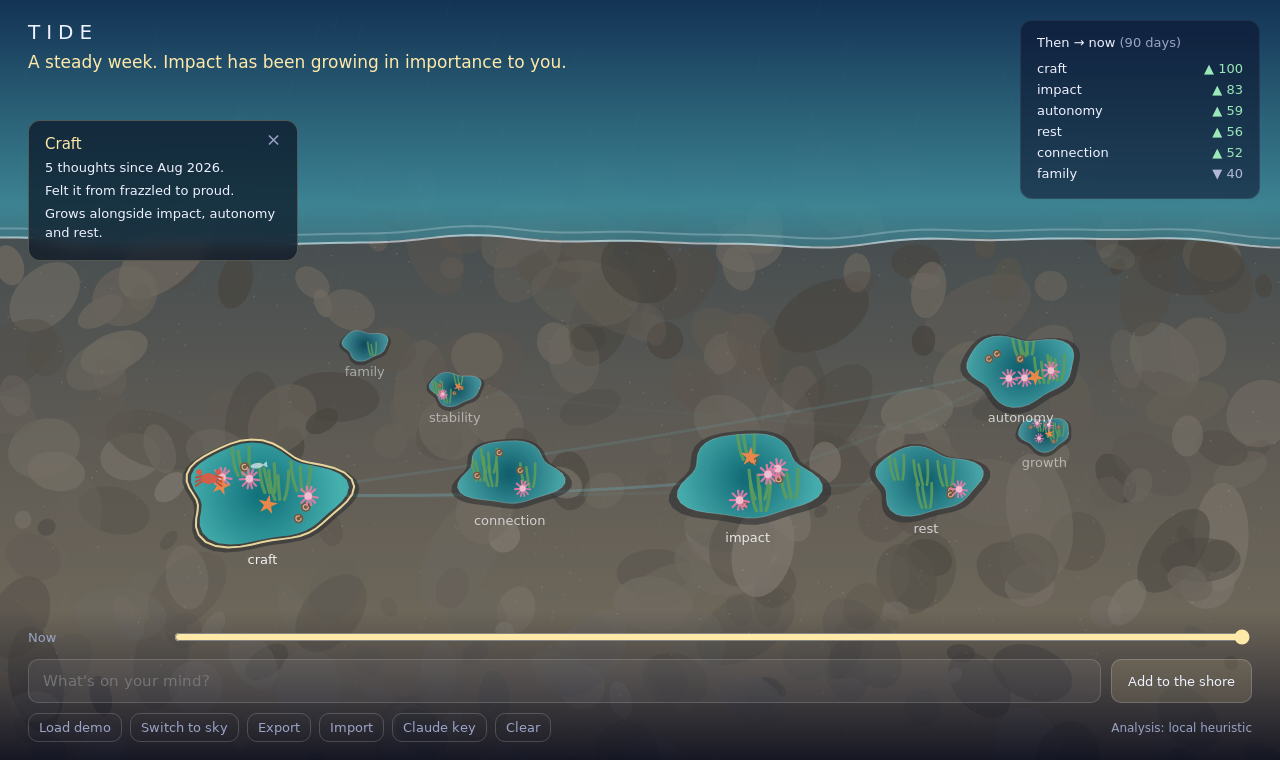 TIDE
A steady week. Impact has been growing in importance to you.
Then → now (90 days)
craft ▲ 100
impact ▲ 83
autonomy ▲ 59
rest ▲ 56
connection ▲ 52
family ▼ 40
Craft ×
5 thoughts since Aug 2026.
Felt it from frazzled to proud.
Grows alongside impact, autonomy
and rest.
family
stability
autonomy
growth
connection
rest
impact
craft
Now
What's on your mind?
Add to the shore
Load demo
Switch to sky
Export
Import
Claude key
Clear
Analysis: local heuristic